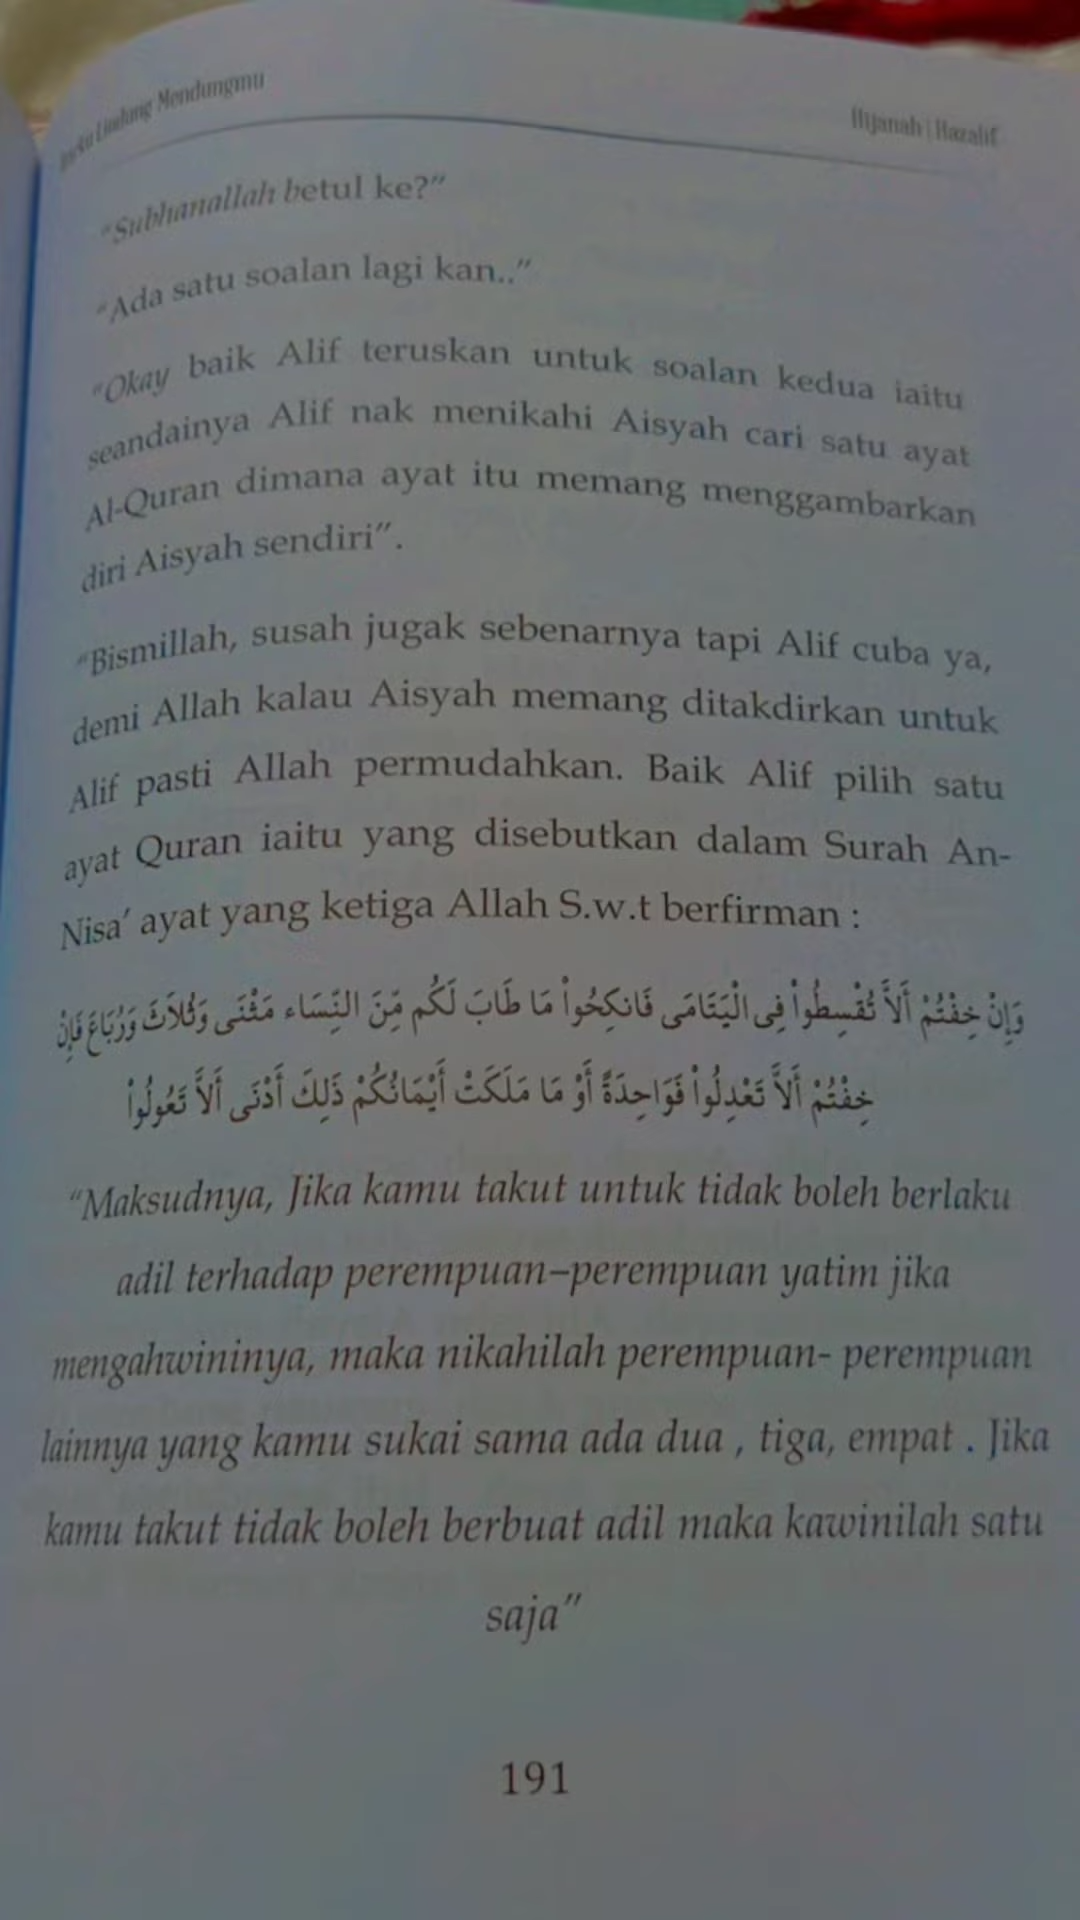 Lindung Mendungmu
Hijanah | Hazalif
"Subhanallah betul ke?"
"Ada satu soalan lagi kan.."
"Okay baik Alif teruskan untuk soalan kedua iaitu
seandainya Alif nak menikahi Aisyah cari satu ayat
Al-Quran dimana ayat itu memang menggambarkan
diri Aisyah sendiri".
"Bismillah, susah jugak sebenarnya tapi Alif cuba ya,
demi Allah kalau Aisyah memang ditakdirkan untuk
Alif pasti Allah permudahkan. Baik Alif pilih satu
ayat Quran iaitu yang disebutkan dalam Surah An-
Nisa' ayat yang ketiga Allah S.w.t berfirman :
وَإِنْ خِفْتُمْ أَلاَّ تُقْسِطُواْ فِى الْيَتَامَى فَانكِحُواْ مَا طَابَ لَكُم مِّنَ النِّسَاء مَثْنَى وَثُلاَثَ وَرُبَاعَ فَإِنْ
خِفْتُمْ أَلاَّ تَعْدِلُواْ فَوَاحِدَةً أَوْ مَا مَلَكَتْ أَيْمَانُكُمْ ذَلِكَ أَدْنَى أَلاَّ تَعُولُواْ
"Maksudnya, Jika kamu takut untuk tidak boleh berlaku
adil terhadap perempuan–perempuan yatim jika
mengahwininya, maka nikahilah perempuan- perempuan
lainnya yang kamu sukai sama ada dua , tiga, empat . Jika
kamu takut tidak boleh berbuat adil maka kawinilah satu
saja"
191